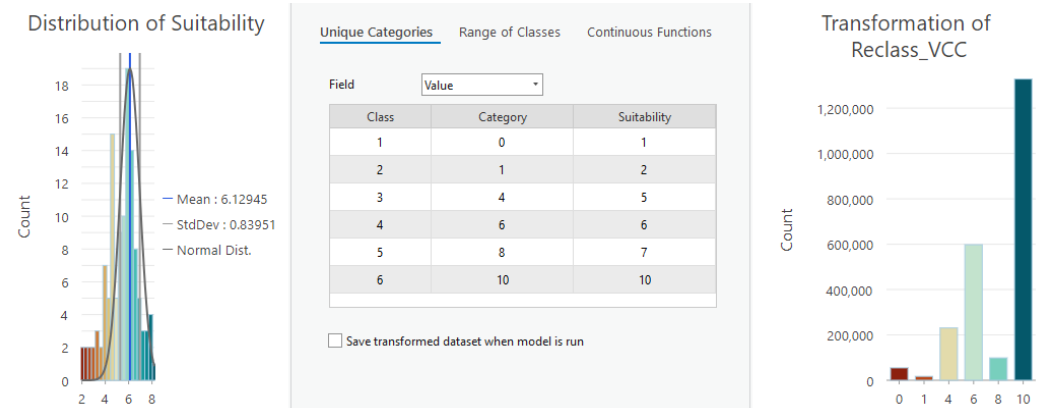 Distribution of Suitability
18
16
14
12
10
8
6
4
2
0
Count
2 4 6 8
Mean : 6.12945
StdDev : 0.83951
Normal Dist.
Unique Categories Range of Classes Continuous Functions
Field Value
Class Category Suitability
1 0 1
2 1 2
3 4 5
4 6 6
5 8 7
6 10 10
Save transformed dataset when model is run
Transformation of
Reclass_VCC
1,200,000
1,000,000
800,000
600,000
400,000
200,000
0
Count
0 1 4 6 8 10